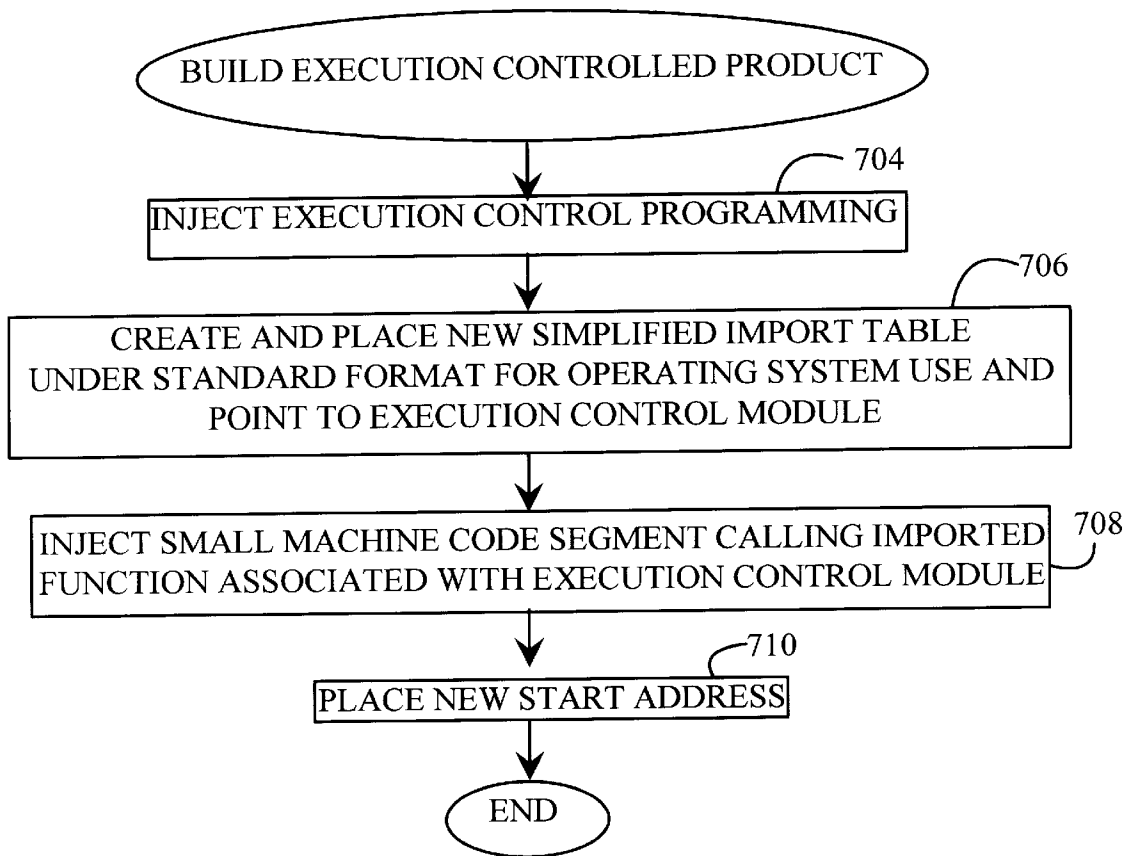 BUILD EXECUTION CONTROLLED PRODUCT
704
INJECT EXECUTION CONTROL PROGRAMMING
706
CREATE AND PLACE NEW SIMPLIFIED IMPORT TABLE
UNDER STANDARD FORMAT FOR OPERATING SYSTEM USE AND
POINT TO EXECUTION CONTROL MODULE
INJECT SMALL MACHINE CODE SEGMENT CALLING IMPORTED
FUNCTION ASSOCIATED WITH EXECUTION CONTROL MODULE
708
710
PLACE NEW START ADDRESS
END